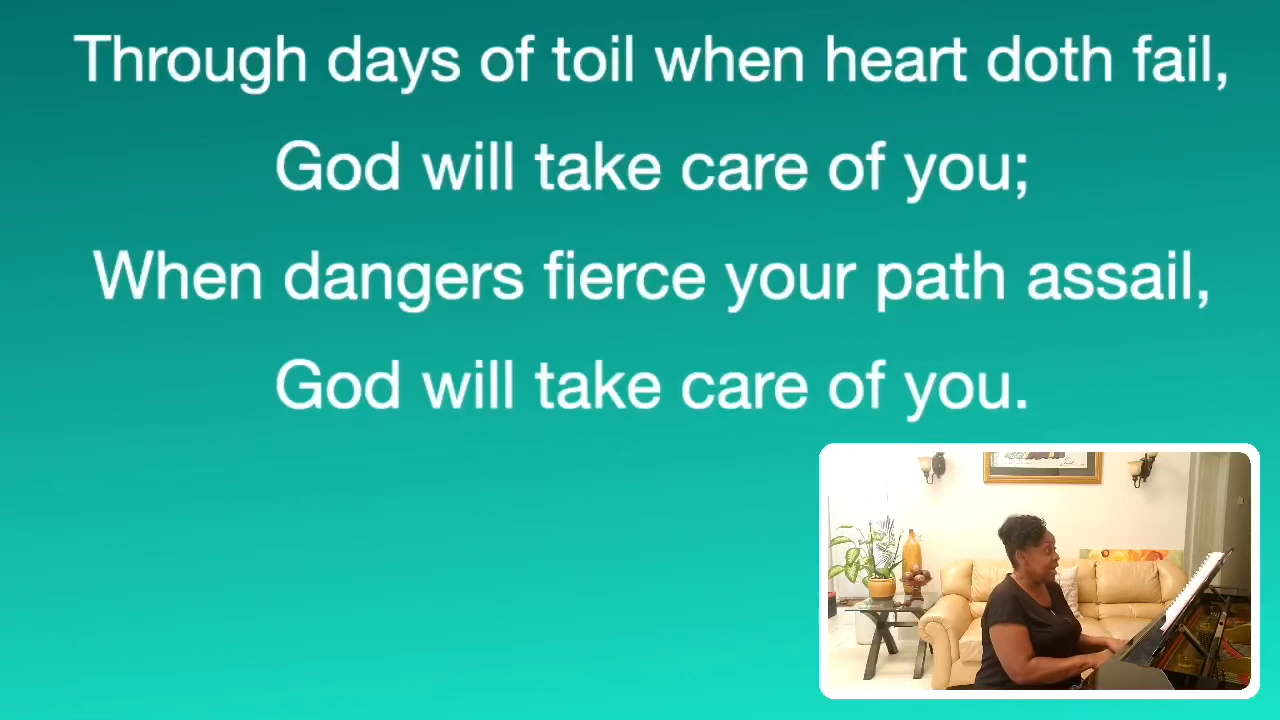 Through days of toil when heart doth fail,
God will take care of you;
When dangers fierce your path assail,
God will take care of you.